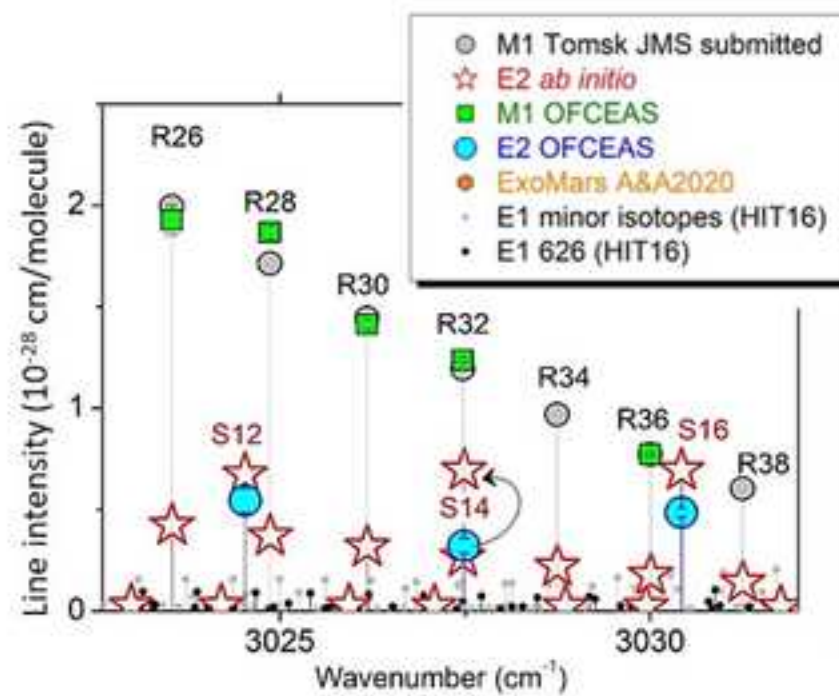 M1 Tomsk JMS submitted
E2 ab initio
M1 OFCEAS
E2 OFCEAS
ExoMars A&A2020
E1 minor isotopes (HIT16)
E1 626 (HIT16)
R26
R28
R30
R32
R34
R36
R38
S12
S14
S16
2
1
0
Line intensity (10⁻²⁸ cm/molecule)
3025
3030
Wavenumber (cm⁻¹)